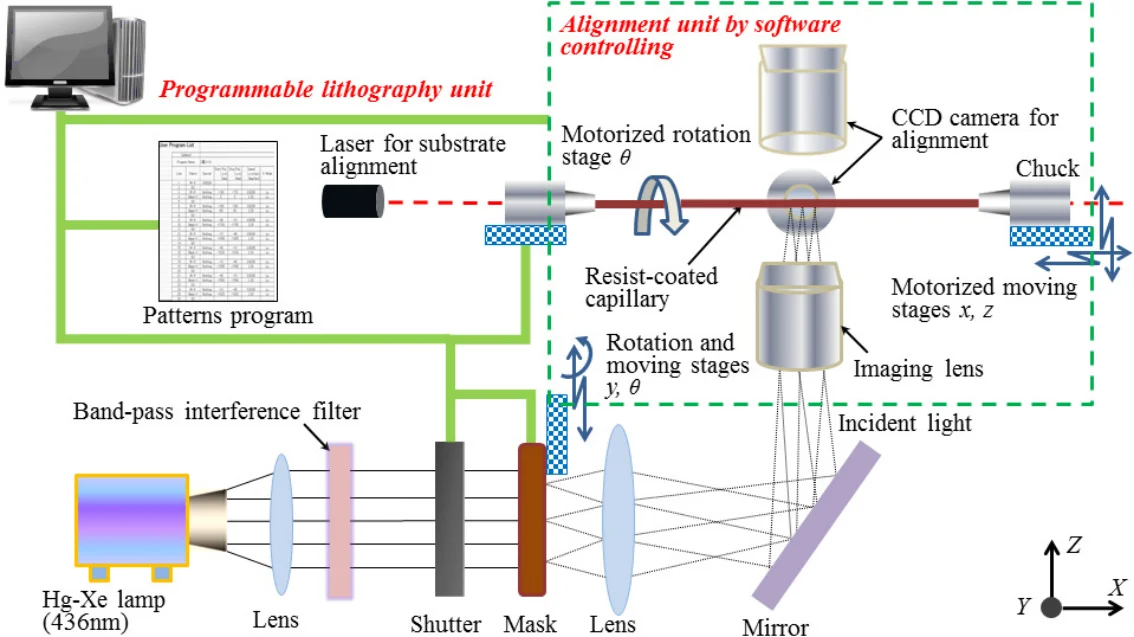 Alignment unit by software
controlling
Programmable lithography unit
Laser for substrate
alignment
Motorized rotation
stage θ
CCD camera for
alignment
Chuck
Patterns program
Resist-coated
capillary
Motorized moving
stages x, z
Rotation and
moving stages
y, θ
Imaging lens
Band-pass interference filter
Incident light
Hg-Xe lamp
(436nm)
Lens
Shutter
Mask
Lens
Mirror
Z
Y
X